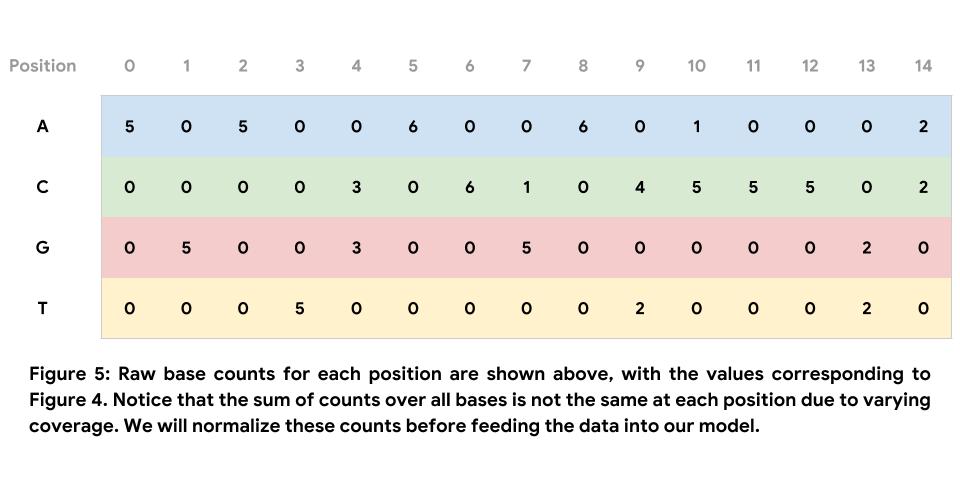 Position 0 1 2 3 4 5 6 7 8 9 10 11 12 13 14
A 5 0 5 0 0 6 0 0 6 0 1 0 0 0 2
C 0 0 0 0 3 0 6 1 0 4 5 5 5 0 2
G 0 5 0 0 3 0 0 5 0 0 0 0 0 2 0
T 0 0 0 5 0 0 0 0 0 2 0 0 0 2 0
Figure 5: Raw base counts for each position are shown above, with the values corresponding to
Figure 4. Notice that the sum of counts over all bases is not the same at each position due to varying
coverage. We will normalize these counts before feeding the data into our model.